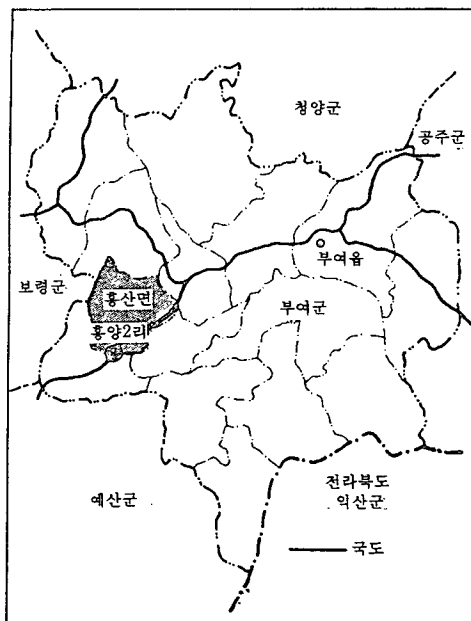 청양군
공주군
부여읍
보령군
홍산면
부여군
홍양2리
전라북도
예산군
익산군
국도